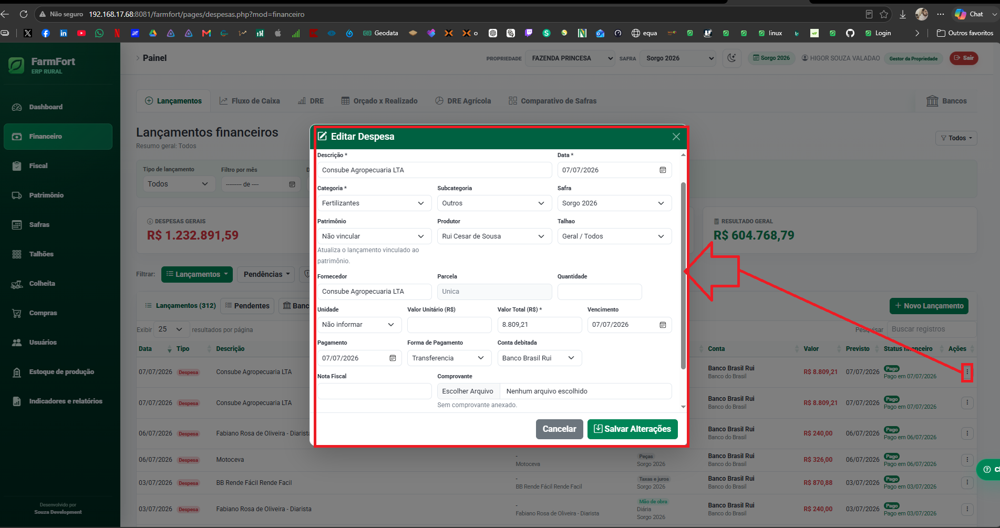 Não seguro 192.168.17.68:8081/farmfort/pages/despesas.php?mod=financeiro
Chat
Geodata
o
equa
linux
Login
Outros favoritos
FarmFort
ERP RURAL
Painel
PROPRIEDADE FAZENDA PRINCESA SAFRA Sorgo 2026 Sorgo 2026 HIGOR SOUZA VALADAO Gestor da Propriedade Sair
Dashboard
Financeiro
Fiscal
Patrimônio
Safras
Talhões
Colheita
Compras
Usuários
Estoque de produção
Indicadores e relatórios
Desenvolvido por
Souza Development
Lançamentos Fluxo de Caixa DRE Orçado x Realizado DRE Agrícola Comparativo de Safras Bancos
Lançamentos financeiros
Resumo geral: Todos
Todos
Tipo de lançamento Filtro por mês D
Todos -------- de ----
DESPESAS GERAIS
R$ 1.232.891,59
RESULTADO GERAL
R$ 604.768,79
Filtrar: Lançamentos Pendências
Lançamentos (312) Pendentes Banc
Novo Lançamento
Exibir 25 resultados por página
Pesquisar Buscar registros
Data Tipo Descrição Conta Valor Previsto Status financeiro Ações
07/07/2026 Despesa Consube Agropecuaria LTA Banco Brasil Rui R$ 8.809,21 07/07/2026 Pago
Banco do Brasil Pago em 07/07/2026
07/07/2026 Despesa Consube Agropecuaria LTA Banco Brasil Rui R$ 8.809,21 07/07/2026 Pago
Banco do Brasil Pago em 07/07/2026
06/07/2026 Despesa Fabiano Rosa de Oliveira - Diarista Banco Brasil Rui R$ 240,00 06/07/2026 Pago
Banco do Brasil Pago em 06/07/2026
06/07/2026 Despesa Motoceva - Peças Banco Brasil Rui R$ 326,00 06/07/2026 Pago
Motoceva Sorgo 2026 Banco do Brasil Pago em 06/07/2026
03/07/2026 Despesa BB Rende Fácil Rende Facil - Taxas e juros Banco Brasil Rui R$ 870,88 03/07/2026 Pago
BB Rende Fácil Rende Facil Sorgo 2026 Banco do Brasil Pago em 03/07/2026
03/07/2026 Despesa Fabiano Rosa de Oliveira - Diarista - Mão de obra Banco Brasil Rui R$ 240,00 03/07/2026 Pago
Fabiano Rosa de Oliveira - Diarista Diária Banco do Brasil Pago em 03/07/2026
Sorgo 2026
Editar Despesa
Descrição * Data *
Consube Agropecuaria LTA 07/07/2026
Categoria * Subcategoria Safra
Fertilizantes Outros Sorgo 2026
Patrimônio Produtor Talhao
Não vincular Rui Cesar de Sousa Geral / Todos
Atualiza o lançamento vinculado ao
patrimônio.
Fornecedor Parcela Quantidade
Consube Agropecuaria LTA Unica
Unidade Valor Unitário (R$) Valor Total (R$) * Vencimento
Não informar 8.809,21 07/07/2026
Pagamento Forma de Pagamento Conta debitada
07/07/2026 Transferencia Banco Brasil Rui
Nota Fiscal Comprovante
Escolher Arquivo Nenhum arquivo escolhido
Sem comprovante anexado.
Cancelar Salvar Alterações